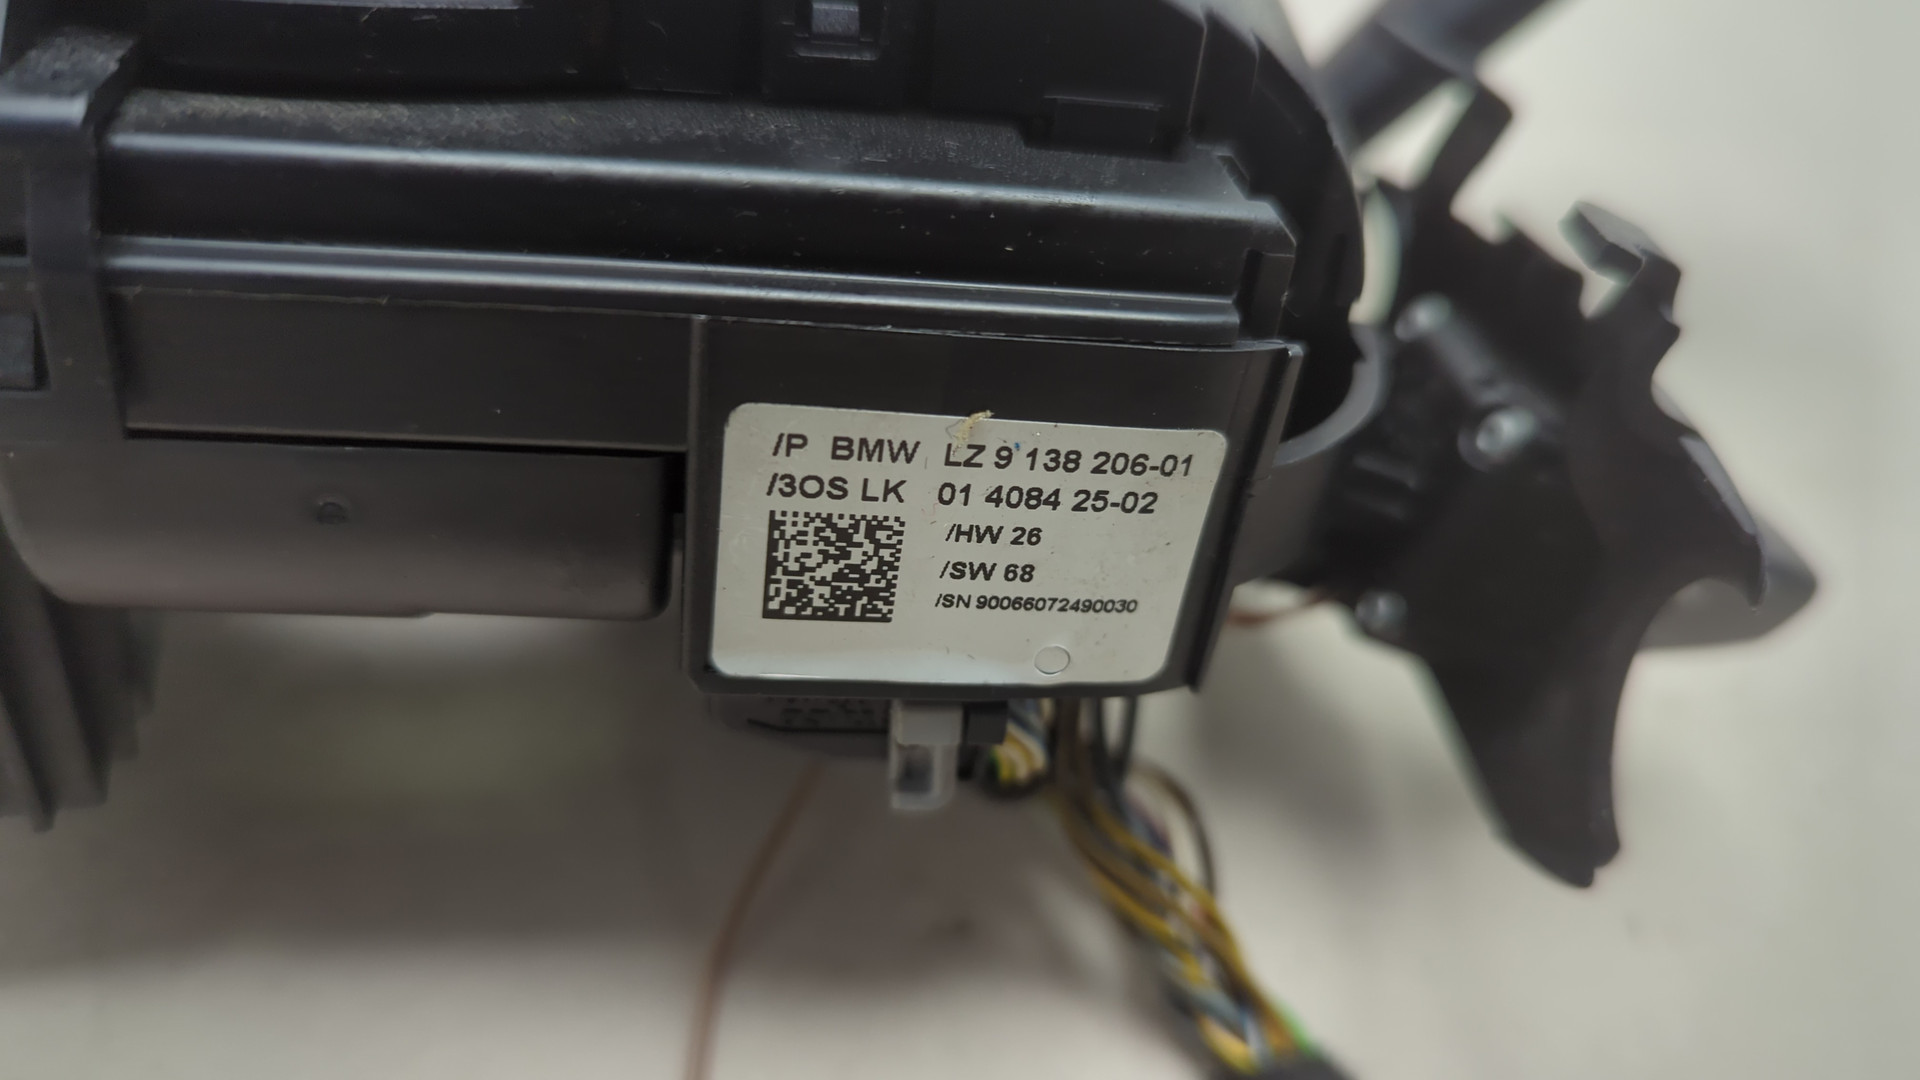 /P BMW LZ 9 138 206-01
/3OS LK 01 4084 25-02
/HW 26
/SW 68
/SN 90066072490030